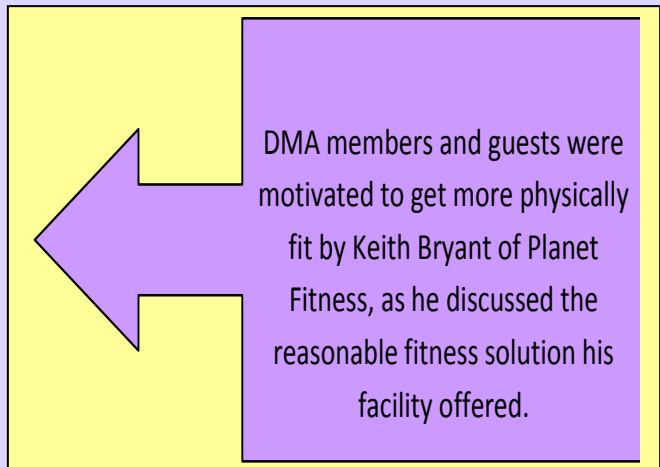 DMA members and guests were
motivated to get more physically
fit by Keith Bryant of Planet
Fitness, as he discussed the
reasonable fitness solution his
facility offered.